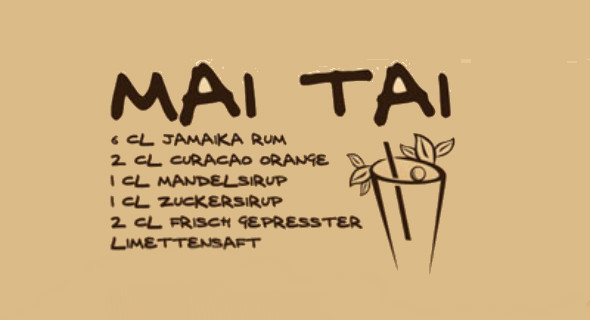 MAI TAI
6 CL JAMAIKA RUM
2 CL CURACAO ORANGE
1 CL MANDELSIRUP
1 CL ZUCKERSIRUP
2 CL FRISCH GEPRESSTER
LIMETTENSAFT